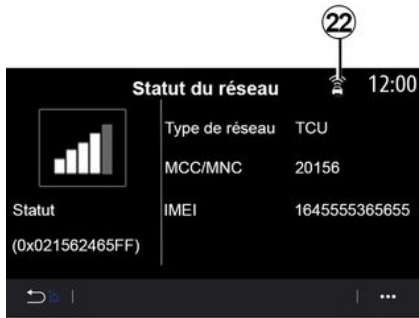 22
Statut du réseau 12:00
Type de réseau TCU
MCC/MNC 20156
Statut IMEI 1645555365655
(0x021562465FF)